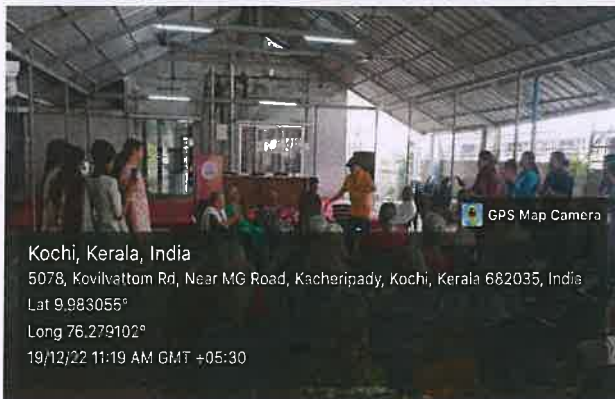 GPS Map Camera
Kochi, Kerala, India
5078, Kovilvattom Rd, Near MG Road, Kacheripady, Kochi, Kerala 682035, India
Lat 9.983055°
Long 76.279102°
19/12/22 11:19 AM GMT +05:30